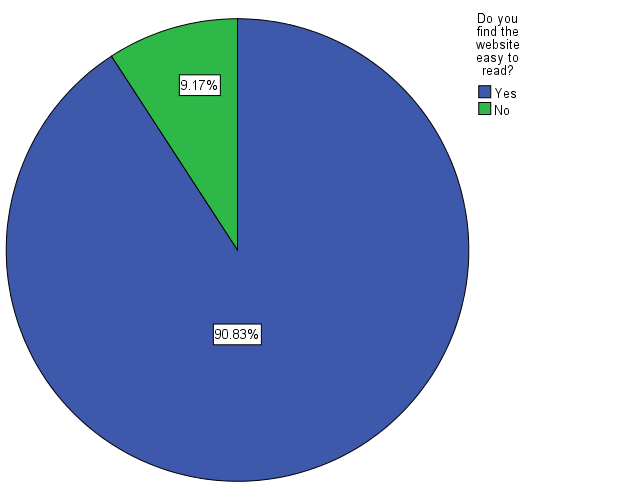 Do you
find the
website
easy to
read?
Yes
No
9.17%
90.83%